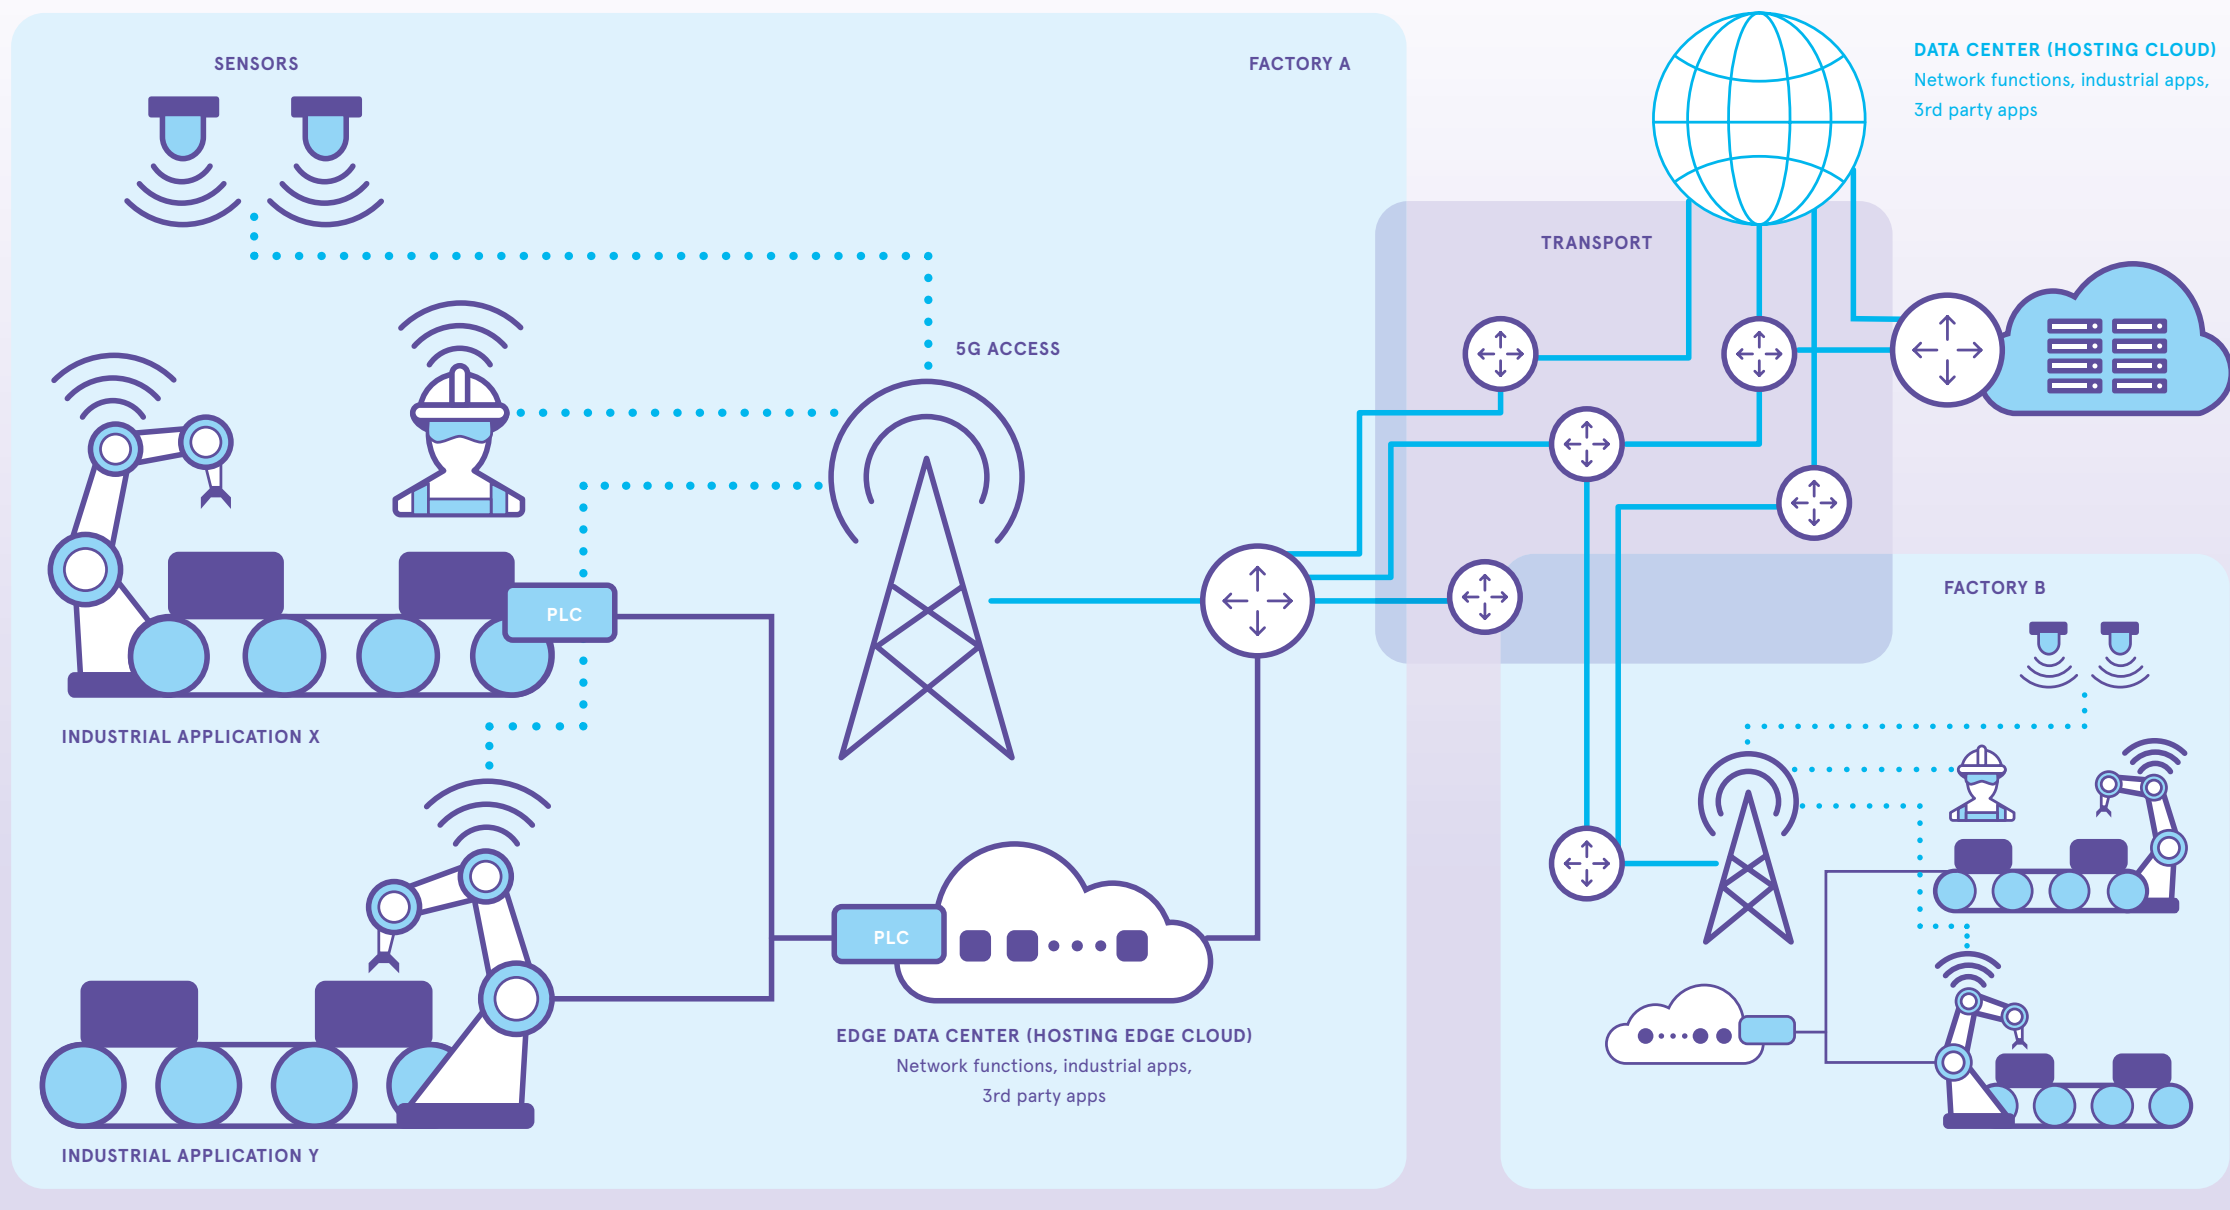 SENSORS
FACTORY A
DATA CENTER (HOSTING CLOUD)
Network functions, industrial apps,
3rd party apps
TRANSPORT
5G ACCESS
FACTORY B
PLC
INDUSTRIAL APPLICATION X
PLC
EDGE DATA CENTER (HOSTING EDGE CLOUD)
Network functions, industrial apps,
3rd party apps
INDUSTRIAL APPLICATION Y